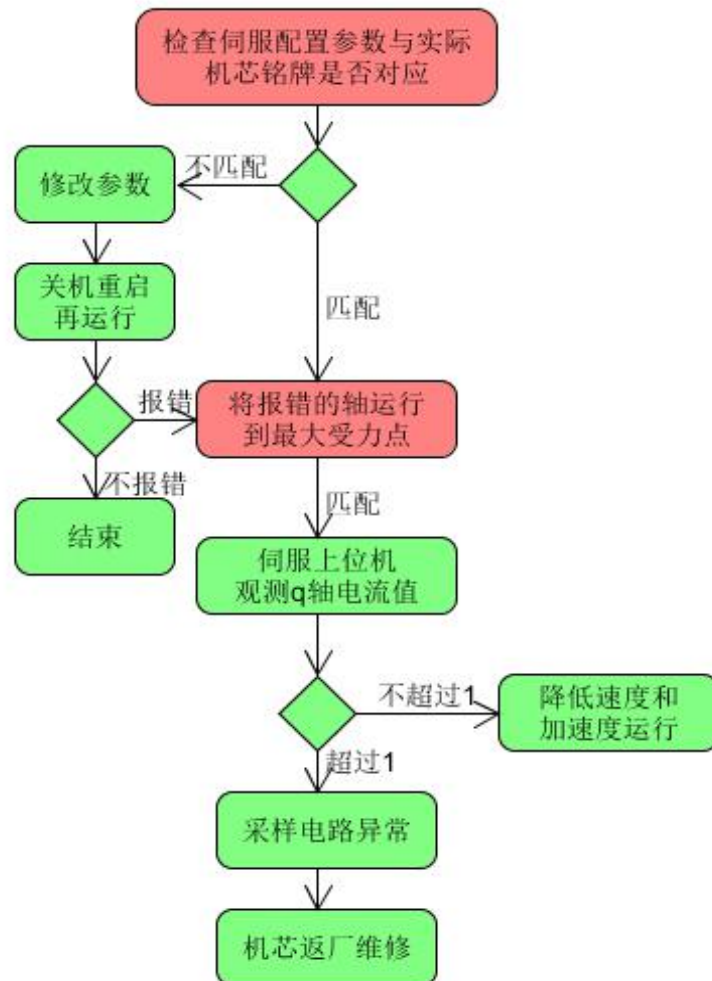 检查伺服配置参数与实际
机芯铭牌是否对应
不匹配
修改参数
关机重启
再运行
匹配
报错
将报错的轴运行
到最大受力点
不报错
结束
匹配
伺服上位机
观测q轴电流值
不超过1
降低速度和
加速度运行
超过1
采样电路异常
机芯返厂维修